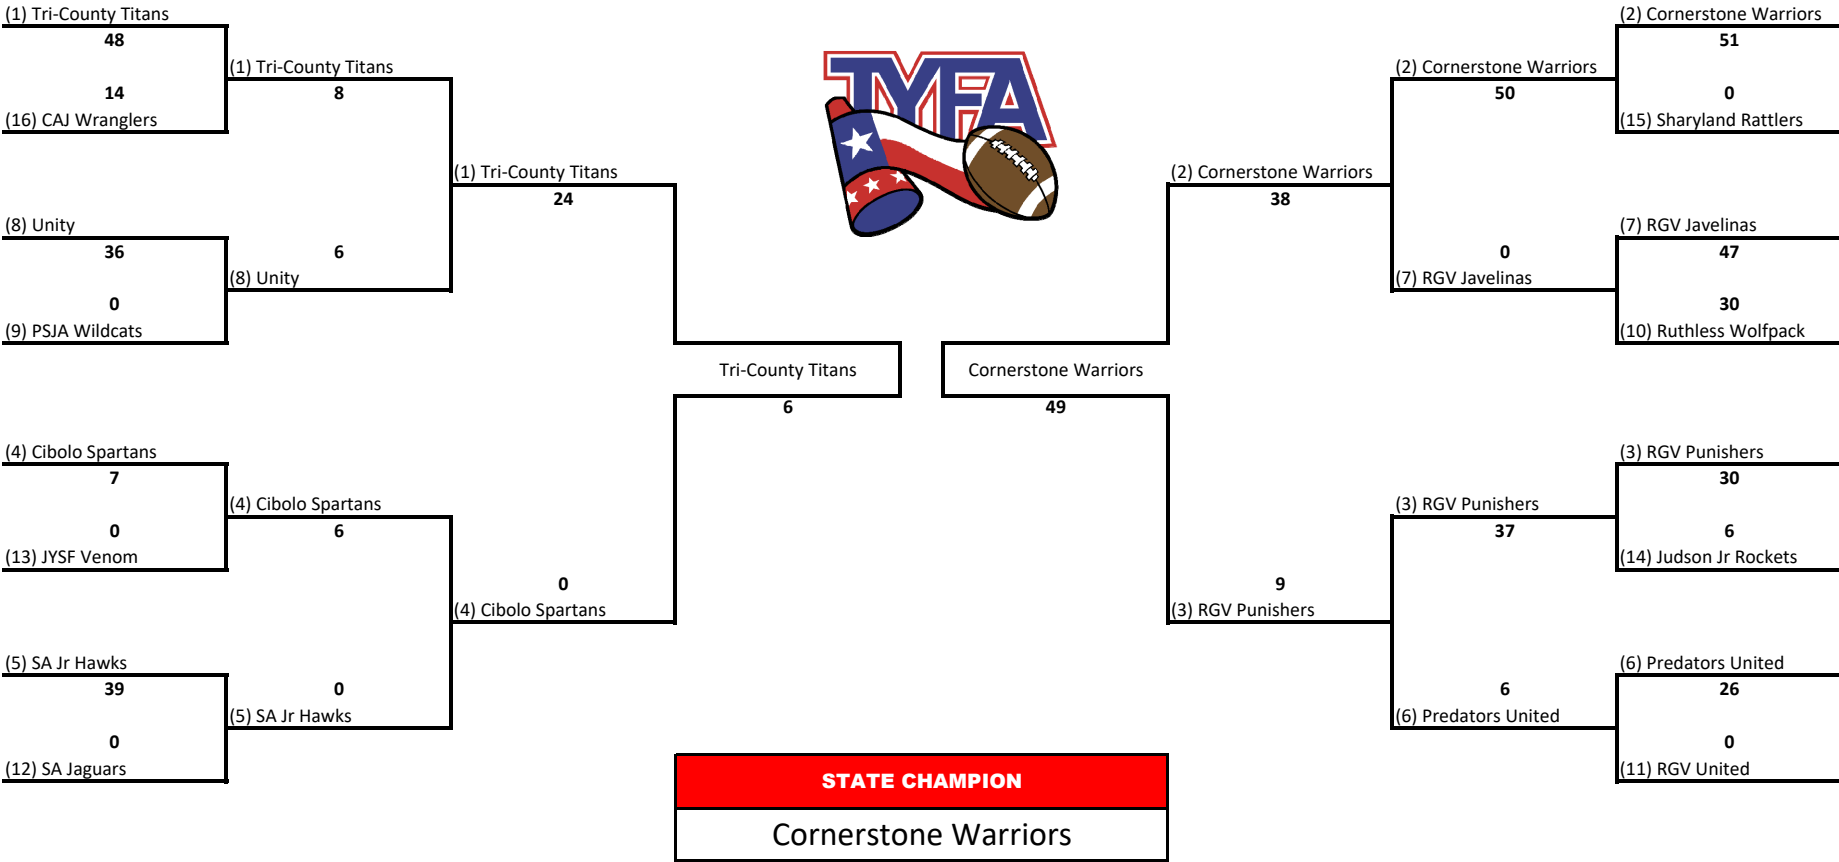 (1) Tri-County Titans
48
14
(16) CAJ Wranglers
(8) Unity
36
0
(9) PSJA Wildcats
(4) Cibolo Spartans
7
0
(13) JYSF Venom
(5) SA Jr Hawks
39
0
(12) SA Jaguars
(1) Tri-County Titans
8
6
(8) Unity
(4) Cibolo Spartans
6
0
(5) SA Jr Hawks
(1) Tri-County Titans
24
0
(4) Cibolo Spartans
TYFA
Tri-County Titans
6
Cornerstone Warriors
49
STATE CHAMPION
Cornerstone Warriors
(2) Cornerstone Warriors
38
9
(3) RGV Punishers
(2) Cornerstone Warriors
50
0
(7) RGV Javelinas
(3) RGV Punishers
37
6
(6) Predators United
(2) Cornerstone Warriors
51
0
(15) Sharyland Rattlers
(7) RGV Javelinas
47
30
(10) Ruthless Wolfpack
(3) RGV Punishers
30
6
(14) Judson Jr Rockets
(6) Predators United
26
0
(11) RGV United